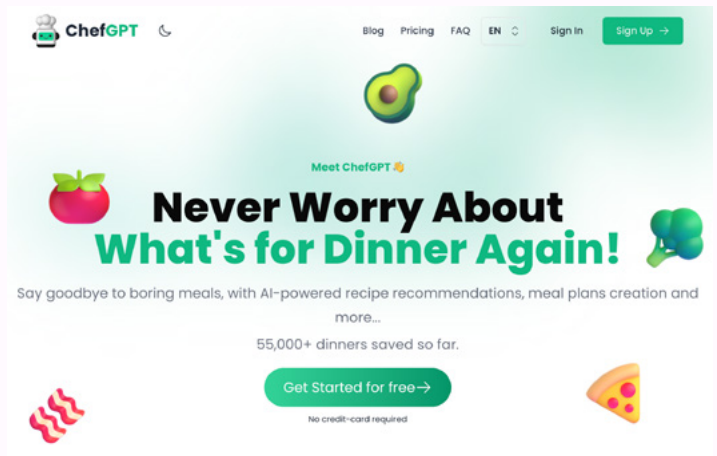 ChefGPT
Blog Pricing FAQ EN Sign In Sign Up →
Meet ChefGPT 👋
Never Worry About
What's for Dinner Again!
Say goodbye to boring meals, with AI-powered recipe recommendations, meal plans creation and
more...
55,000+ dinners saved so far.
Get Started for free→
No credit-card required